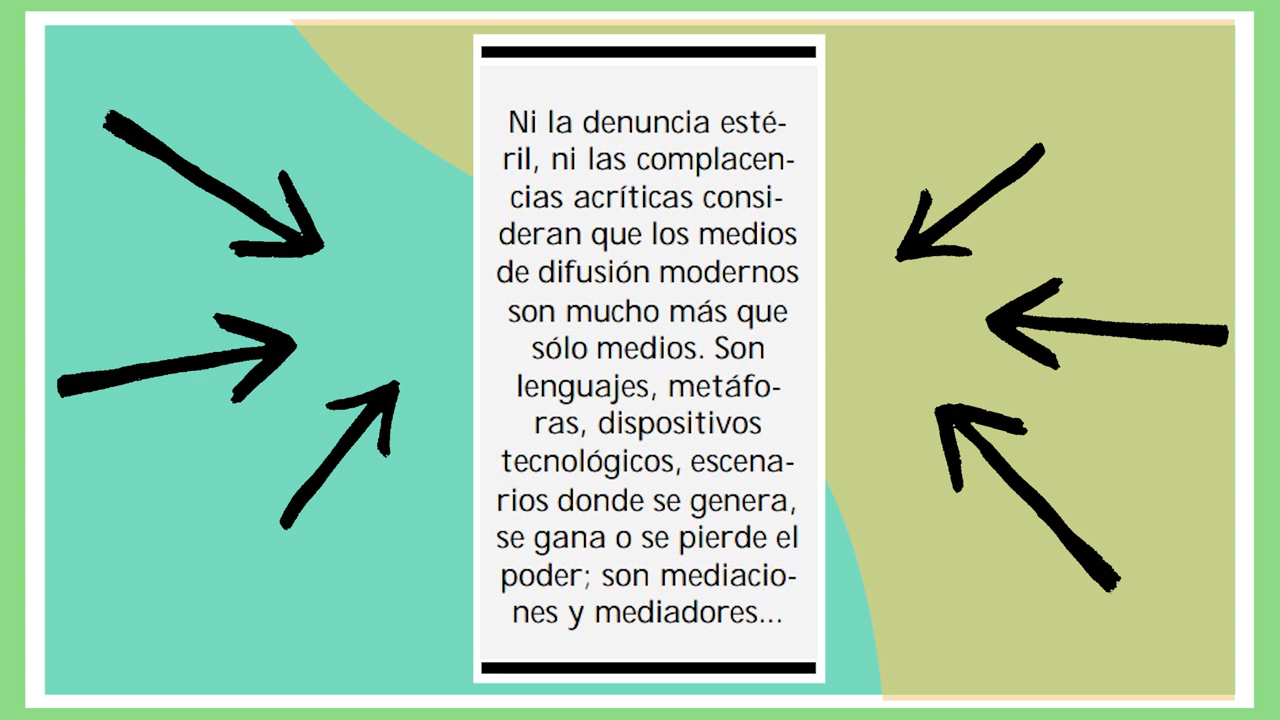 Ni la denuncia esté-
ril, ni las complacen-
cias acríticas consi-
deran que los medios
de difusión modernos
son mucho más que
sólo medios. Son
lenguajes, metáfo-
ras, dispositivos
tecnológicos, escena-
rios donde se genera,
se gana o se pierde el
poder; son mediacio-
nes y mediadores...